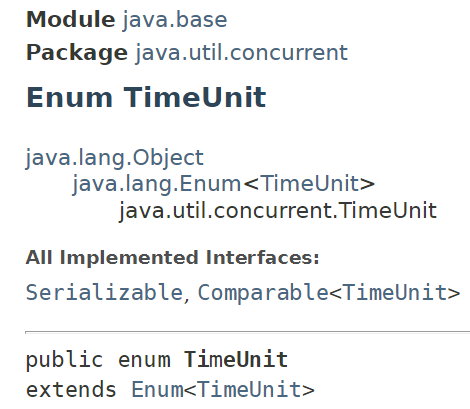 Module java.base
Package java.util.concurrent
Enum TimeUnit
java.lang.Object
java.lang.Enum<TimeUnit>
java.util.concurrent.TimeUnit
All Implemented Interfaces:
Serializable, Comparable<TimeUnit>
public enum TimeUnit
extends Enum<TimeUnit>